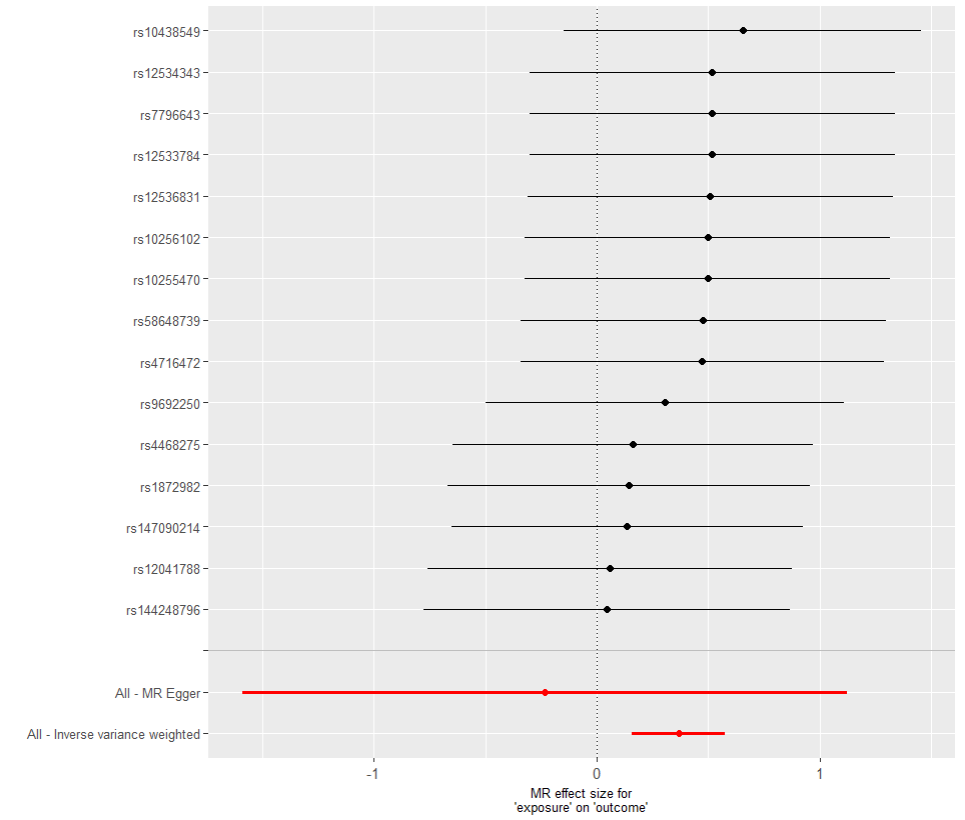 rs10438549
rs12534343
rs7796643
rs12533784
rs12536831
rs10256102
rs10255470
rs58648739
rs4716472
rs9692250
rs4468275
rs1872982
rs147090214
rs12041788
rs144248796
All - MR Egger
All - Inverse variance weighted
-1 0 1
MR effect size for
'exposure' on 'outcome'